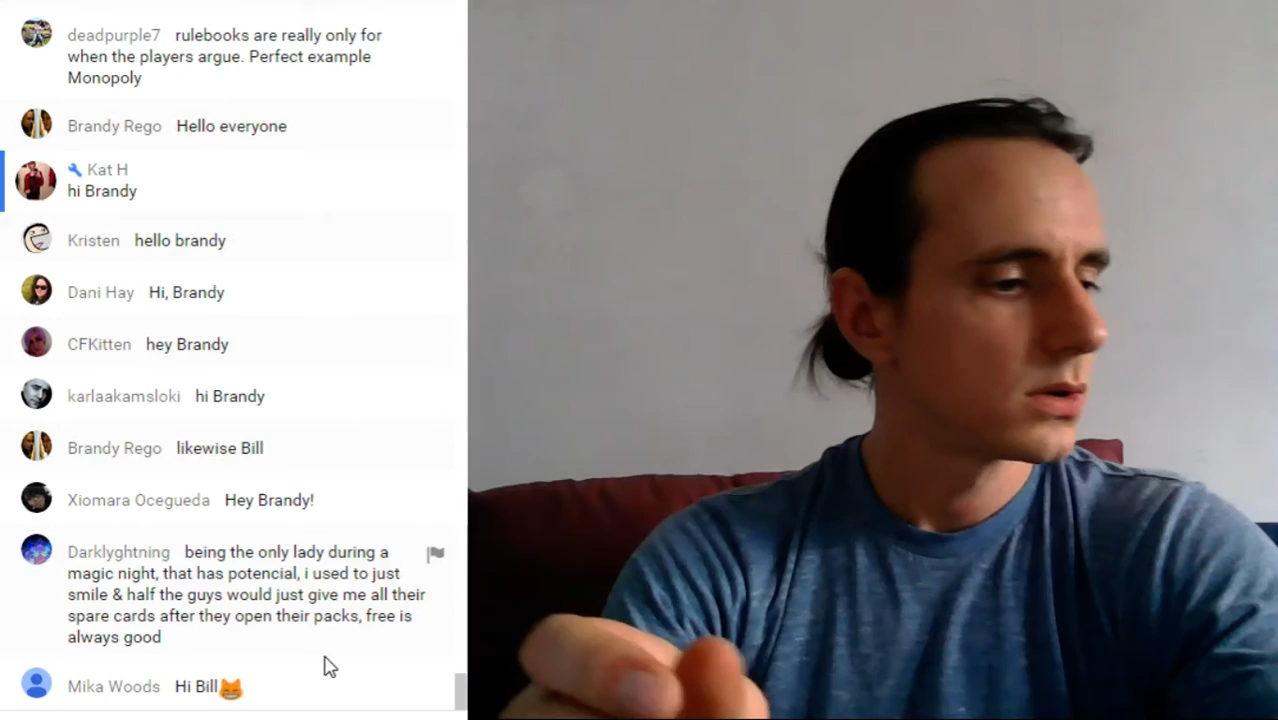 deadpurple7 rulebooks are really only for
when the players argue. Perfect example
Monopoly
Brandy Rego Hello everyone
Kat H
hi Brandy
Kristen hello brandy
Dani Hay Hi, Brandy
CFKitten hey Brandy
karlaakamsloki hi Brandy
Brandy Rego likewise Bill
Xiomara Ocegueda Hey Brandy!
Darklyghtning being the only lady during a
magic night, that has potencial, i used to just
smile & half the guys would just give me all their
spare cards after they open their packs, free is
always good
Mika Woods Hi Bill